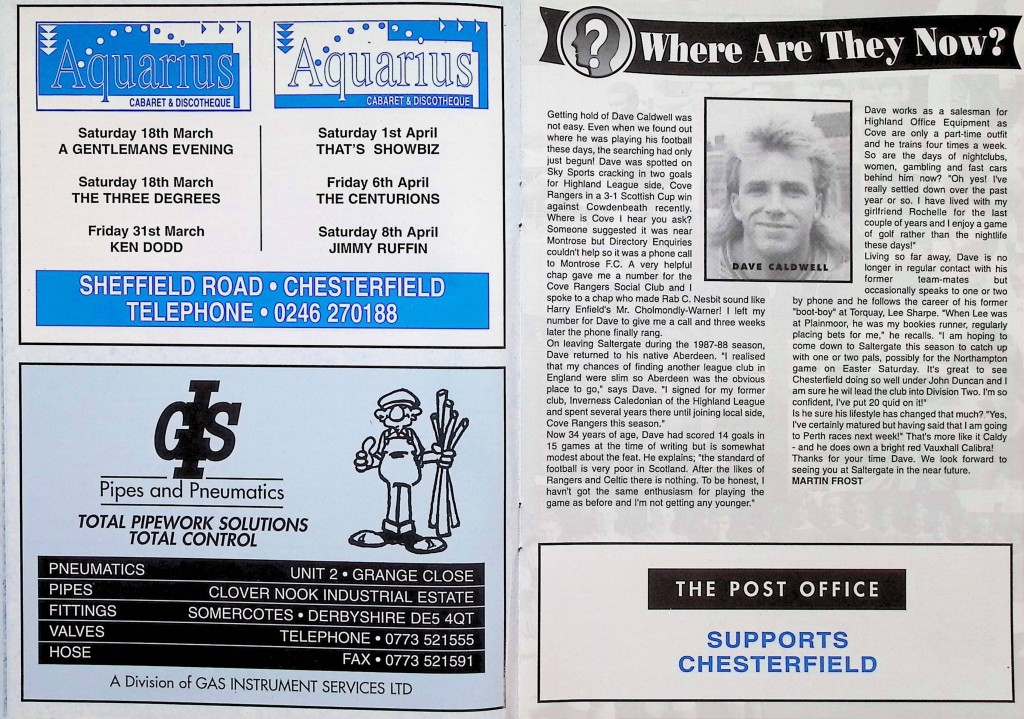 Aquarius
CABARET & DISCOTHEQUE
Aquarius
CABARET & DISCOTHEQUE
Saturday 18th March
A GENTLEMANS EVENING
Saturday 18th March
THE THREE DEGREES
Friday 31st March
KEN DODD
Saturday 1st April
THAT'S SHOWBIZ
Friday 6th April
THE CENTURIONS
Saturday 8th April
JIMMY RUFFIN
SHEFFIELD ROAD • CHESTERFIELD
TELEPHONE • 0246 270188
GIS
Pipes and Pneumatics
TOTAL PIPEWORK SOLUTIONS
TOTAL CONTROL
PNEUMATICS
PIPES
FITTINGS
VALVES
HOSE
UNIT 2 • GRANGE CLOSE
CLOVER NOOK INDUSTRIAL ESTATE
SOMERCOTES • DERBYSHIRE DE5 4QT
TELEPHONE • 0773 521555
FAX • 0773 521591
A Division of GAS INSTRUMENT SERVICES LTD
? Where Are They Now?
Getting hold of Dave Caldwell was
not easy. Even when we found out
where he was playing his football
these days, the searching had only
just begun! Dave was spotted on
Sky Sports cracking in two goals
for Highland League side, Cove
Rangers in a 3-1 Scottish Cup win
against Cowdenbeath recently.
Where is Cove I hear you ask?
Someone suggested it was near
Montrose but Directory Enquiries
couldn't help so it was a phone call
to Montrose F.C. A very helpful
chap gave me a number for the
Cove Rangers Social Club and I
spoke to a chap who made Rab C. Nesbit sound like
Harry Enfield's Mr. Cholmondly-Warner! I left my
number for Dave to give me a call and three weeks
later the phone finally rang.
On leaving Saltergate during the 1987-88 season,
Dave returned to his native Aberdeen. "I realised
that my chances of finding another league club in
England were slim so Aberdeen was the obvious
place to go," says Dave. "I signed for my former
club, Inverness Caledonian of the Highland League
and spent several years there until joining local side,
Cove Rangers this season."
Now 34 years of age, Dave had scored 14 goals in
15 games at the time of writing but is somewhat
modest about the feat. He explains; "the standard of
football is very poor in Scotland. After the likes of
Rangers and Celtic there is nothing. To be honest, I
havn't got the same enthusiasm for playing the
game as before and I'm not getting any younger."
DAVE CALDWELL
Dave works as a salesman for
Highland Office Equipment as
Cove are only a part-time outfit
and he trains four times a week.
So are the days of nightclubs,
women, gambling and fast cars
behind him now? "Oh yes! I've
really settled down over the past
year or so. I have lived with my
girlfriend Rochelle for the last
couple of years and I enjoy a game
of golf rather than the nightlife
these days!"
Living so far away, Dave is no
longer in regular contact with his
former team-mates but
occasionally speaks to one or two
by phone and he follows the career of his former
"boot-boy" at Torquay, Lee Sharpe. "When Lee was
at Plainmoor, he was my bookies runner, regularly
placing bets for me," he recalls. "I am hoping to
come down to Saltergate this season to catch up
with one or two pals, possibly for the Northampton
game on Easter Saturday. It's great to see
Chesterfield doing so well under John Duncan and I
am sure he wil lead the club into Division Two. I'm so
confident, I've put 20 quid on it!"
Is he sure his lifestyle has changed that much? "Yes,
I've certainly matured but having said that I am going
to Perth races next week!" That's more like it Caldy
- and he does own a bright red Vauxhall Calibra!
Thanks for your time Dave. We look forward to
seeing you at Saltergate in the near future.
MARTIN FROST
THE POST OFFICE
SUPPORTS
CHESTERFIELD